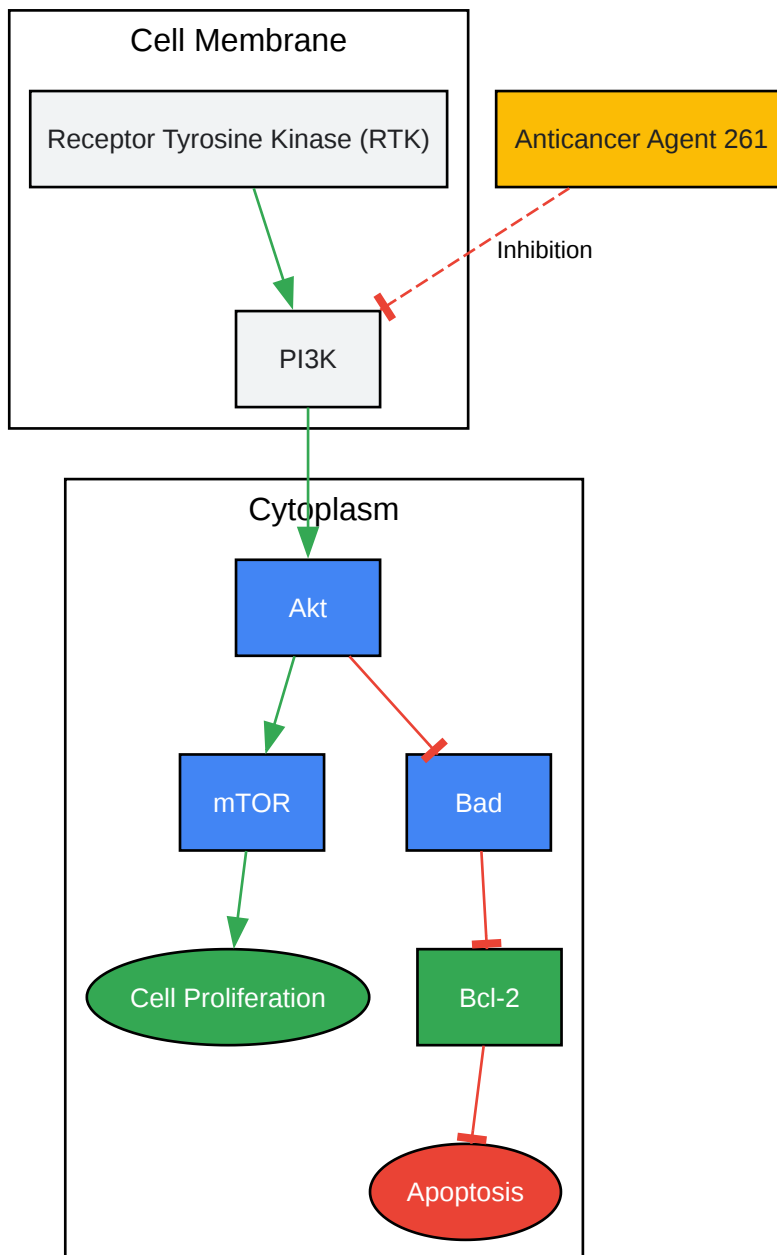 Cell Membrane
Receptor Tyrosine Kinase (RTK)
Anticancer Agent 261
Inhibition
PI3K
Cytoplasm
Akt
mTOR
Bad
Cell Proliferation
Bcl-2
Apoptosis